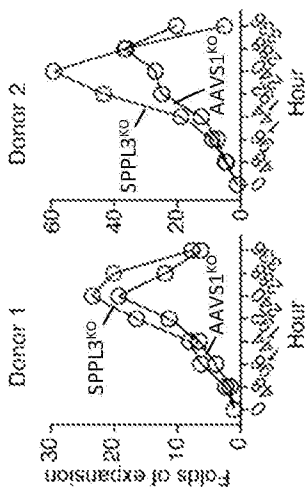 Donor 1
Folds of expansion
30
20
10
0
SPPL3KO
AAVS1KO
Hour
Donor 2
60
40
20
0
SPPL3KO
AAVS1KO
Hour